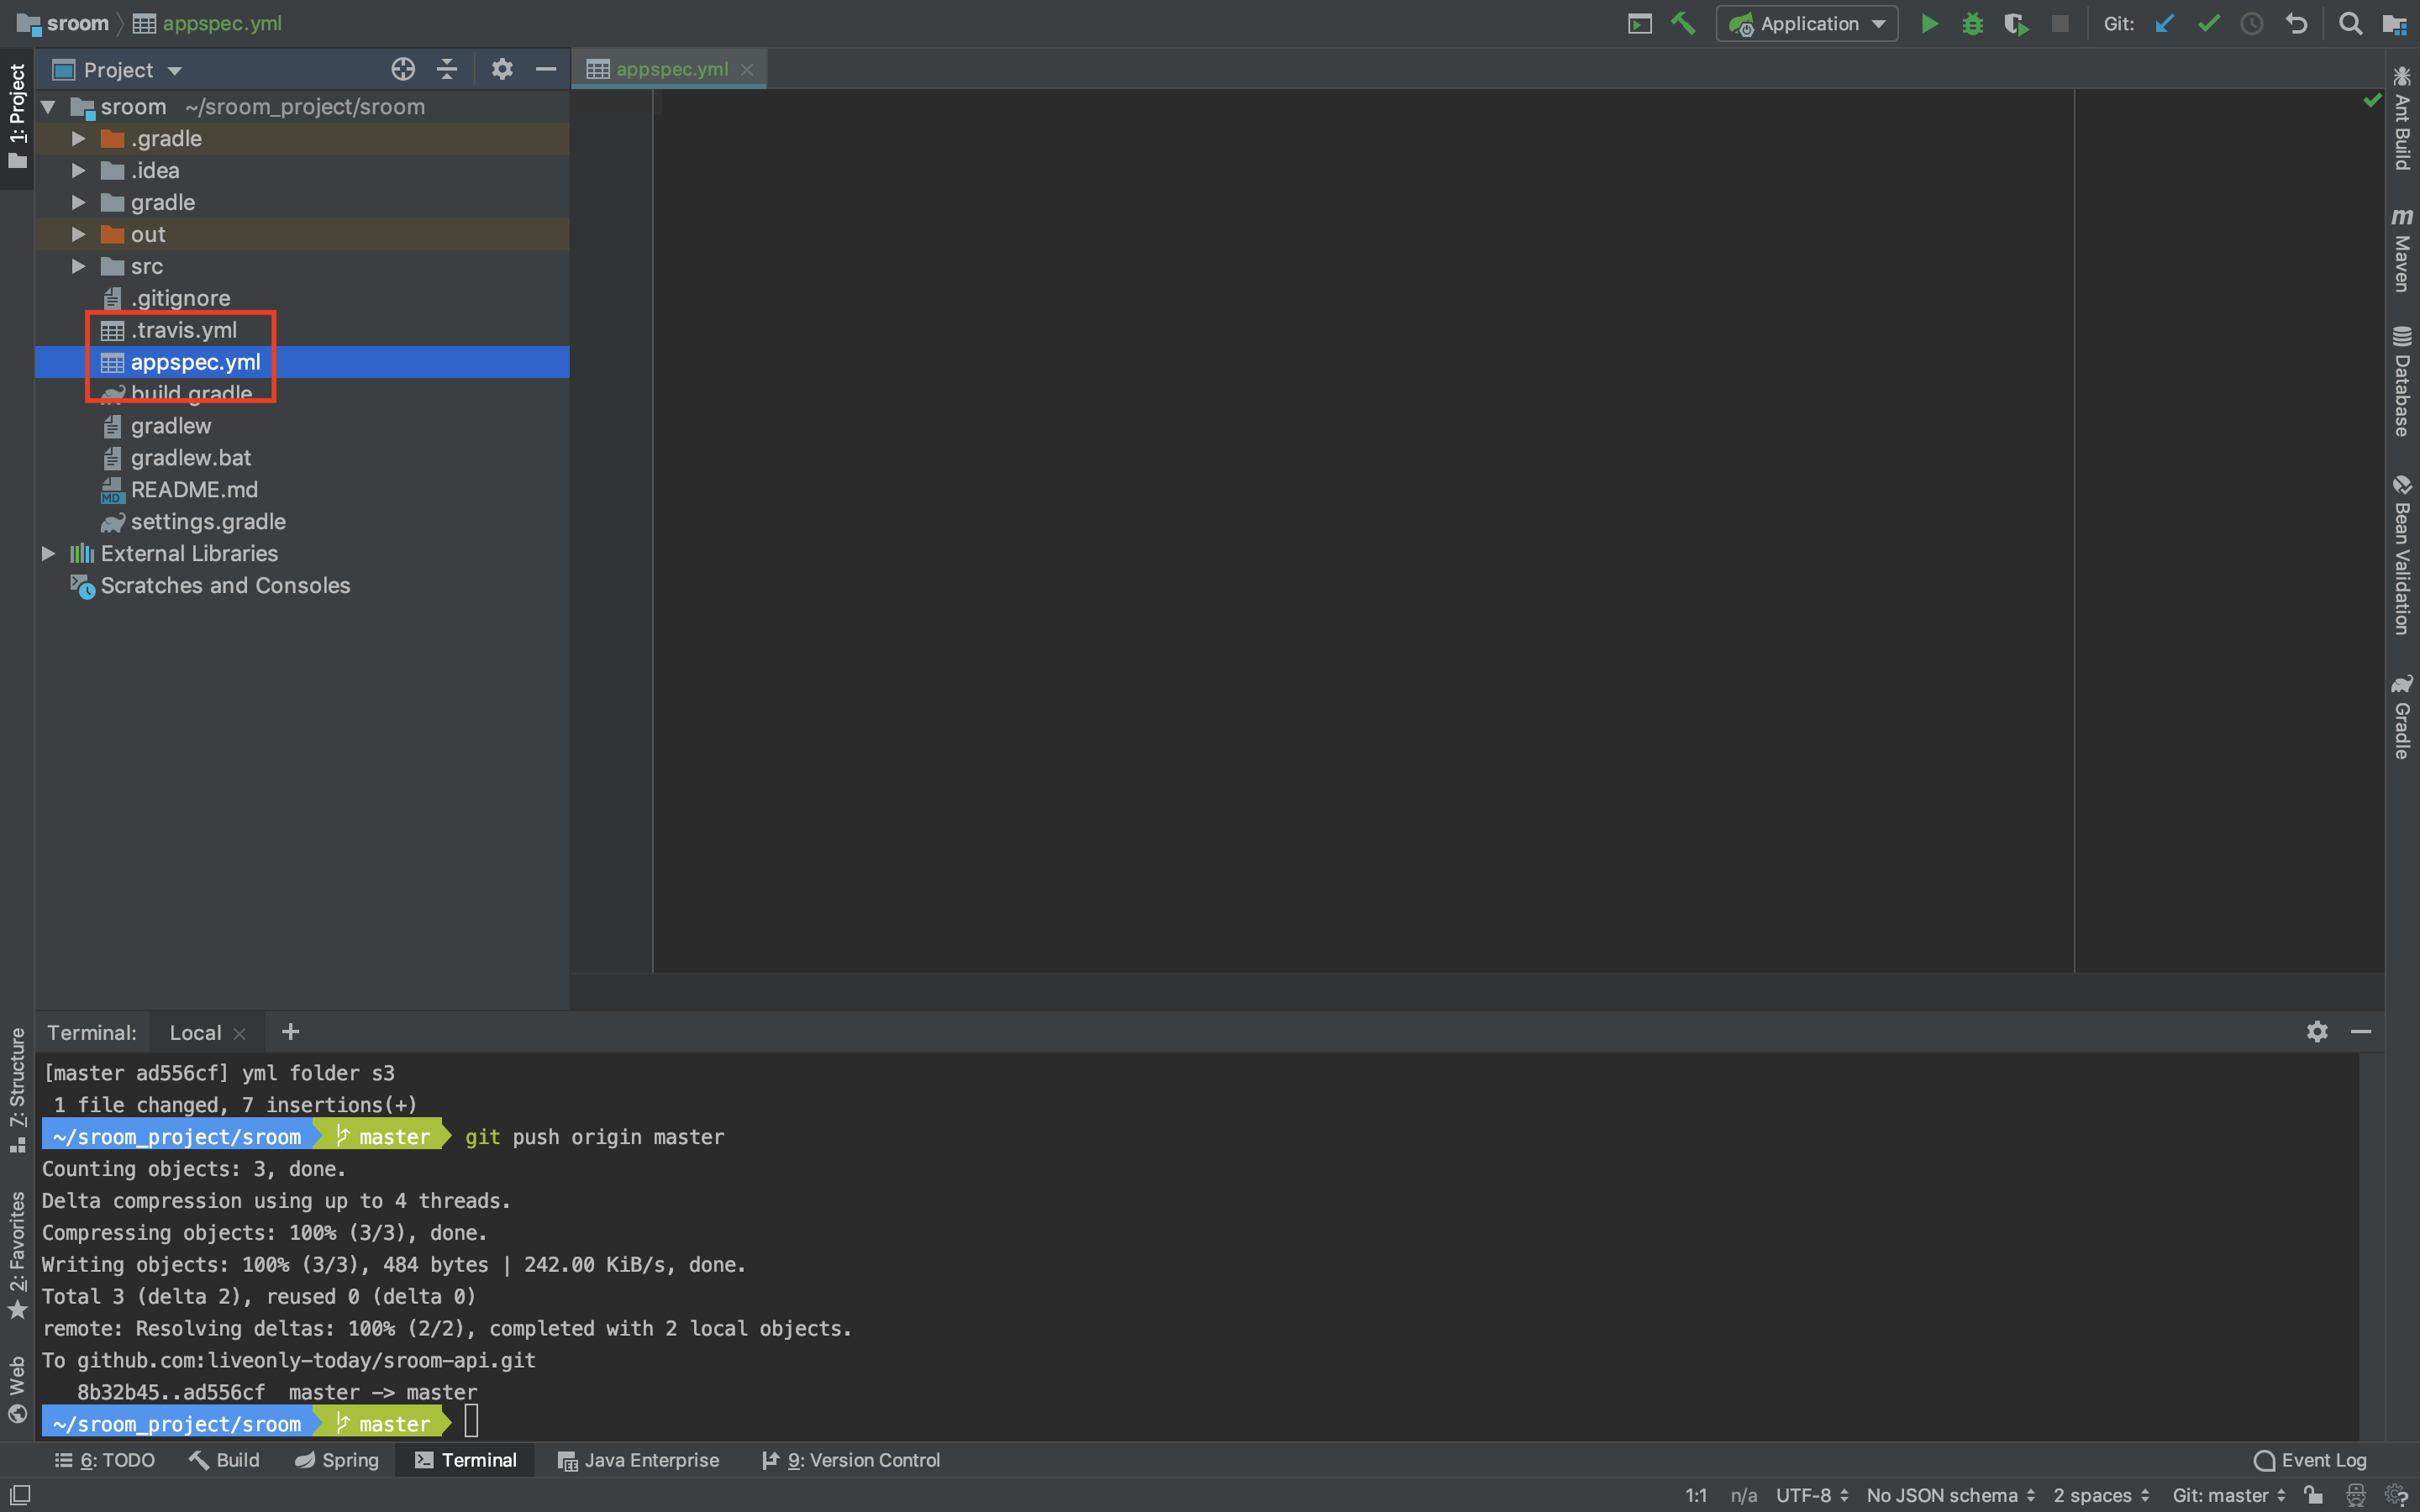 sroom appspec.yml
Application
Git:
Project
appspec.yml
1: Project
sroom ~/sroom_project/sroom
.gradle
.idea
gradle
out
src
.gitignore
.travis.yml
appspec.yml
build.gradle
gradlew
gradlew.bat
MD README.md
settings.gradle
External Libraries
Scratches and Consoles
Ant Build
m Maven
Database
Bean Validation
Gradle
7: Structure
2: Favorites
Web
Terminal: Local +
[master ad556cf] yml folder s3
1 file changed, 7 insertions(+)
~/sroom_project/sroom master git push origin master
Counting objects: 3, done.
Delta compression using up to 4 threads.
Compressing objects: 100% (3/3), done.
Writing objects: 100% (3/3), 484 bytes | 242.00 KiB/s, done.
Total 3 (delta 2), reused 0 (delta 0)
remote: Resolving deltas: 100% (2/2), completed with 2 local objects.
To github.com:liveonly-today/sroom-api.git
8b32b45..ad556cf master -> master
~/sroom_project/sroom master
6: TODO Build Spring Terminal Java Enterprise 9: Version Control Event Log
1:1 n/a UTF-8 No JSON schema 2 spaces Git: master